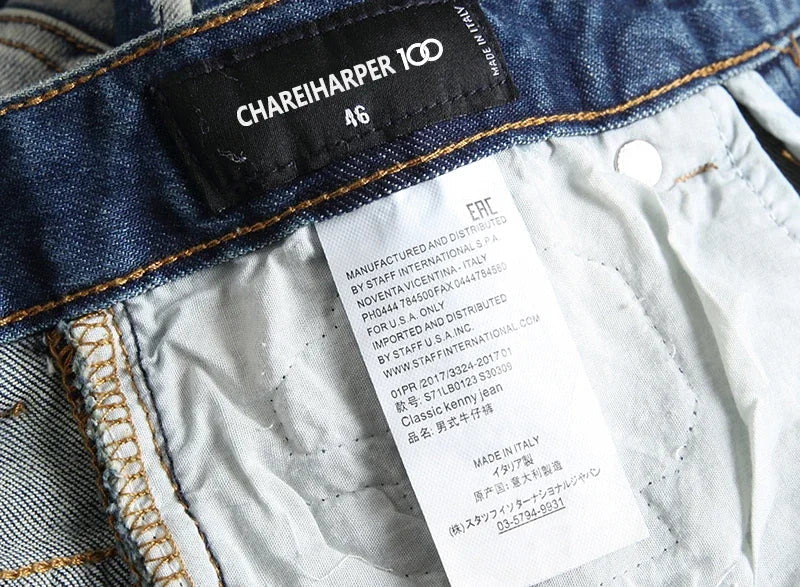 CHAREIHARPER 100
46
MADE IN ITALY
EAC
MANUFACTURED AND DISTRIBUTED
BY STAFF INTERNATIONAL S.P.A.
NOVENTA VICENTINA - ITALY
PH0444 784500FAX 0444784560
FOR U.S.A. ONLY
IMPORTED AND DISTRIBUTED
BY STAFF U.S.A.INC.
WWW.STAFFINTERNATIONAL.COM
01PR /2017/3324-201701
款号: S71LB0123 S30309
Classic kenny jean
品名: 男式牛仔裤
MADE IN ITALY
イタリア製
原产国: 意大利製造
(株) スタッフインターナショナルジャパン
03-5794-9931